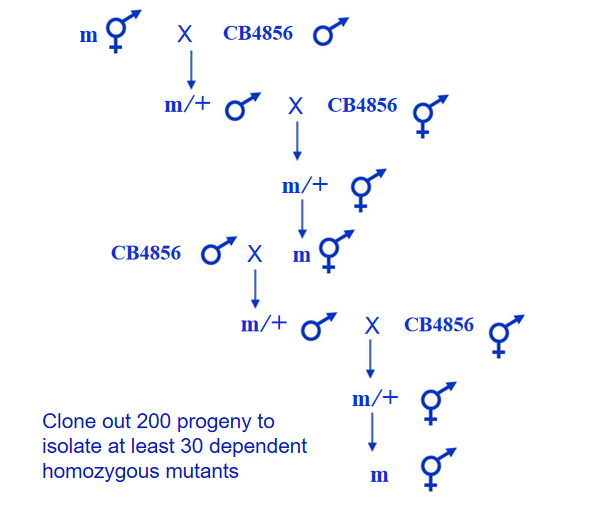 m X CB4856
m/+ X CB4856
m/+
CB4856 X m
m/+ X CB4856
m/+
m
Clone out 200 progeny to
isolate at least 30 dependent
homozygous mutants